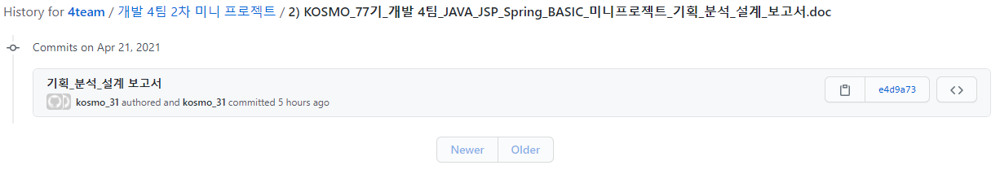 History for 4team / 개발 4팀 2차 미니 프로젝트 / 2) KOSMO_77기_개발 4팀_JAVA_JSP_Spring_BASIC_미니프로젝트_기획_분석_설계_보고서.doc
Commits on Apr 21, 2021
기획_분석_설계 보고서
kosmo_31 authored and kosmo_31 committed 5 hours ago
e4d9a73
Newer Older